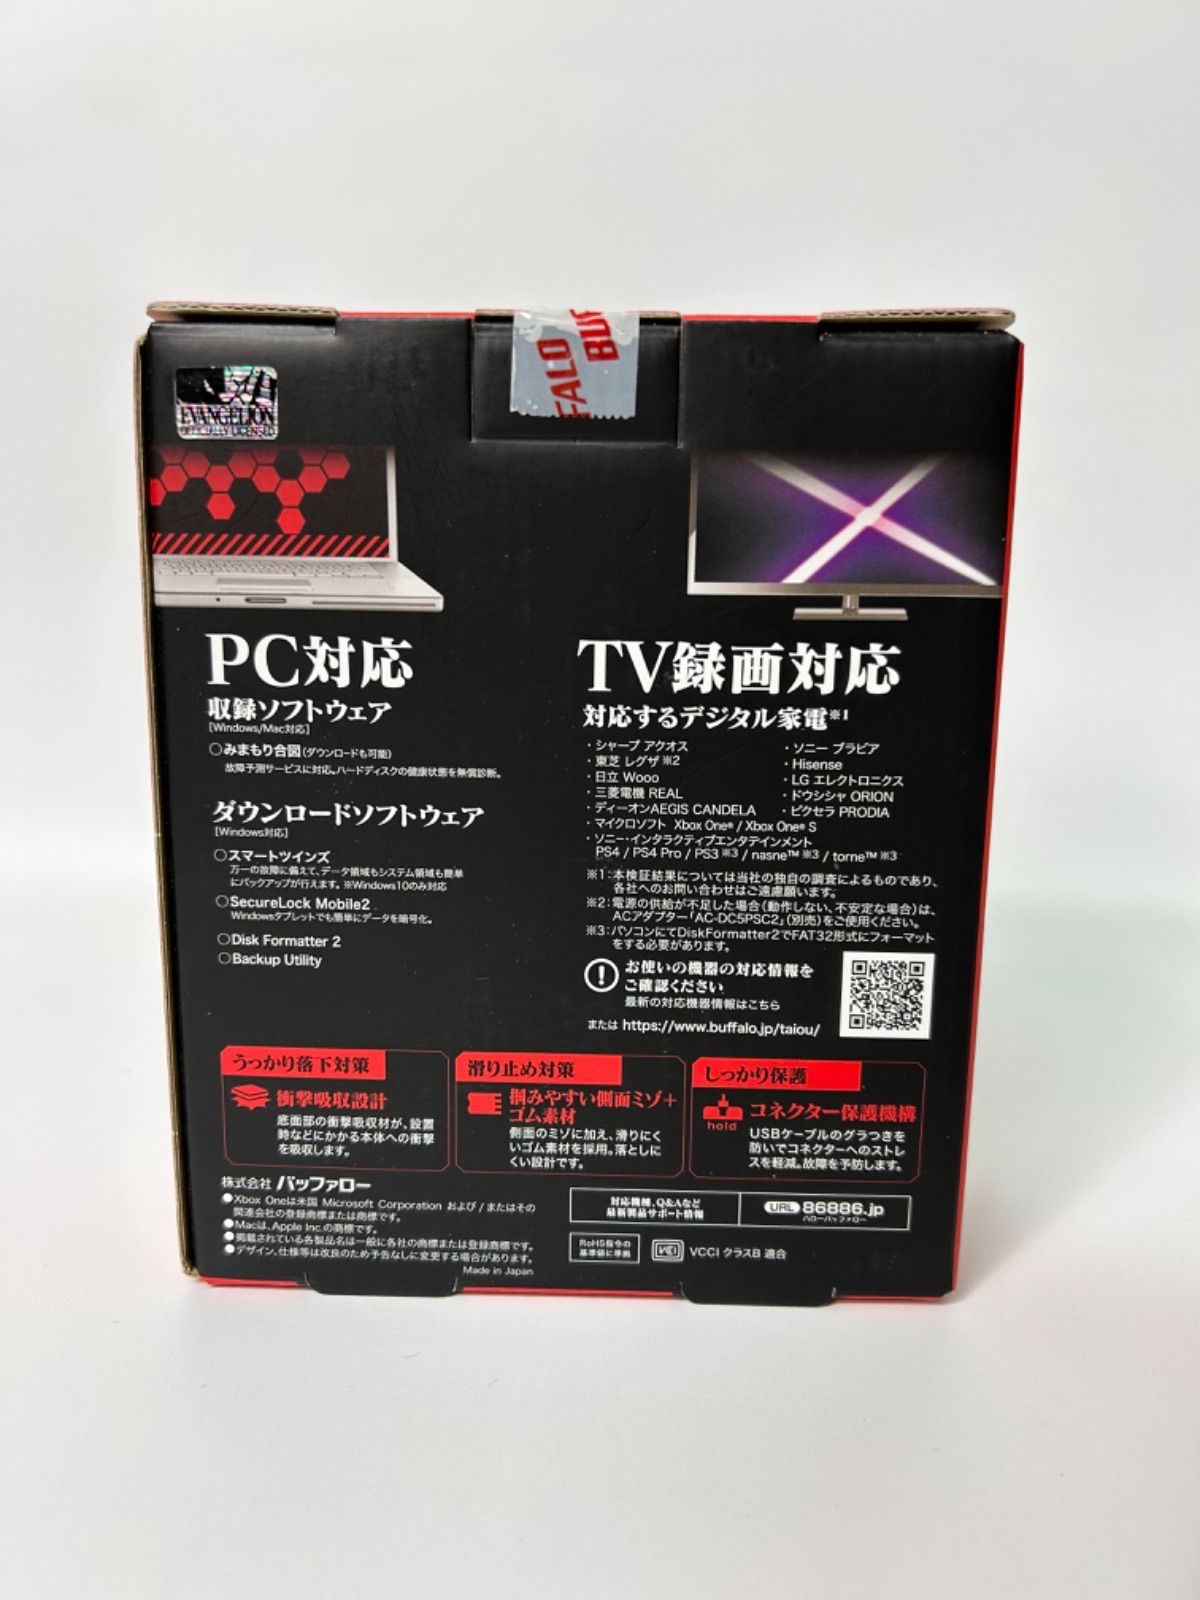 FALO
BUF
EVANGELION
OFFICIALLY LICENSED
PC対応
収録ソフトウェア
[Windows/Mac対応]
○みまもり合図(ダウンロードも可能)
故障予測サービスに対応。ハードディスクの健康状態を無償診断。
ダウンロードソフトウェア
[Windows対応]
○スマートツインズ
万一の故障に備えて、データ領域もシステム領域も簡単
にバックアップが行えます。※Windows10のみ対応
○SecureLock Mobile2
Windowsタブレットでも簡単にデータを暗号化。
○Disk Formatter 2
○Backup Utility
TV録画対応
対応するデジタル家電※1
・シャープ アクオス
・東芝 レグザ ※2
・日立 Wooo
・三菱電機 REAL
・ディーオンAEGIS CANDELA
・ソニー ブラビア
・Hisense
・LG エレクトロニクス
・ドウシシャ ORION
・ピクセラ PRODIA
・マイクロソフト Xbox One® / Xbox One® S
・ソニー・インタラクティブエンタテインメント
PS4 / PS4 Pro / PS3 ※3 / nasne™ ※3 / torne™ ※3
※1:本検証結果については当社の独自の調査によるものであり、
各社へのお問い合わせはご遠慮願います。
※2:電源の供給が不足した場合(動作しない、不安定な場合)は、
ACアダプター「AC-DC5PSC2」(別売)をご使用ください。
※3:パソコンにてDiskFormatter2でFAT32形式にフォーマット
をする必要があります。
お使いの機器の対応情報を
ご確認ください
最新の対応機器情報はこちら
または https://www.buffalo.jp/taiou/
うっかり落下対策
衝撃吸収設計
底面部の衝撃吸収材が、設置
時などにかかる本体への衝撃
を吸収します。
滑り止め対策
掴みやすい側面ミゾ+
ゴム素材
側面のミゾに加え、滑りにく
いゴム素材を採用。落としに
くい設計です。
しっかり保護
hold
コネクター保護機構
USBケーブルのグラつきを
防いでコネクターへのストレ
スを軽減。故障を予防します。
株式会社 バッファロー
●Xbox Oneは米国 Microsoft Corporation および / またはその
関連会社の登録商標または商標です。
●Macは、Apple Inc.の商標です。
●掲載されている各製品名は一般に各社の商標または登録商標です。
●デザイン、仕様等は改良のため予告なしに変更する場合があります。
Made in Japan
対応機種、Q&Aなど
最新製品サポート情報
URL 86886.jp
ハローバッファロー
RoHS指令の
基準値に準拠
VCCI VCCI クラスB 適合